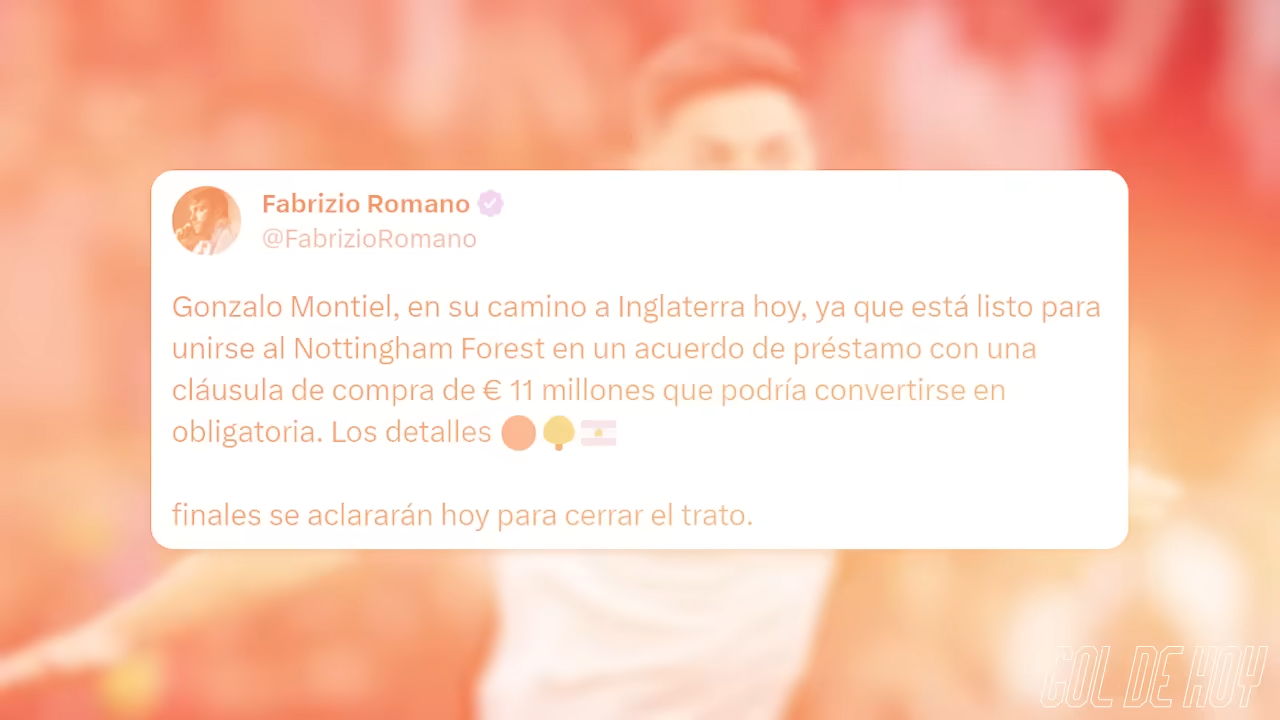 Fabrizio Romano
@FabrizioRomano
Gonzalo Montiel, en su camino a Inglaterra hoy, ya que está listo para
unirse al Nottingham Forest en un acuerdo de préstamo con una
cláusula de compra de € 11 millones que podría convertirse en
obligatoria. Los detalles
finales se aclararán hoy para cerrar el trato.
GOL DE HOY